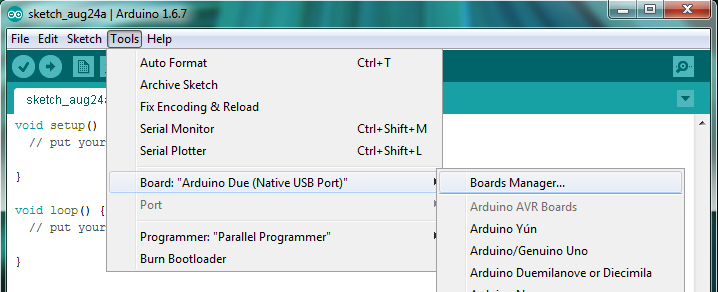 sketch_aug24a | Arduino 1.6.7
File Edit Sketch Tools Help
sketch_aug24a
void setup()
// put your
}
void loop() {
// put your
}
Auto Format Ctrl+T
Archive Sketch
Fix Encoding & Reload
Serial Monitor Ctrl+Shift+M
Serial Plotter Ctrl+Shift+L
Board: "Arduino Due (Native USB Port)"
Port
Programmer: "Parallel Programmer"
Burn Bootloader
Boards Manager...
Arduino AVR Boards
Arduino Yún
Arduino/Genuino Uno
Arduino Duemilanove or Diecimila